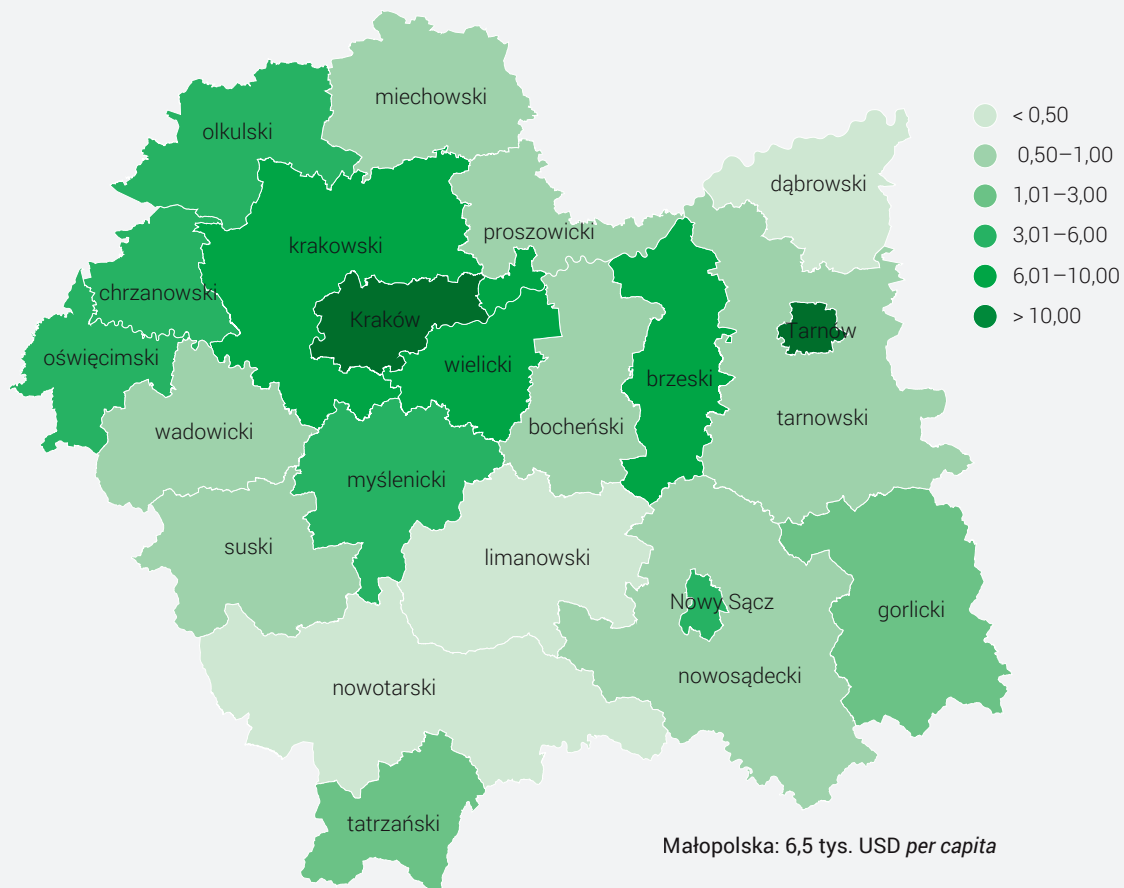 miechowski
olkulski
< 0,50
0,50–1,00
1,01–3,00
3,01–6,00
6,01–10,00
> 10,00
dąbrowski
proszowicki
krakowski
chrzanowski
Kraków
Tarnów
oświęcimski
wielicki
brzeski
wadowicki
bocheński
tarnowski
myślenicki
suski
limanowski
Nowy Sącz
gorlicki
nowosądecki
nowotarski
tatrzański
Małopolska: 6,5 tys. USD per capita